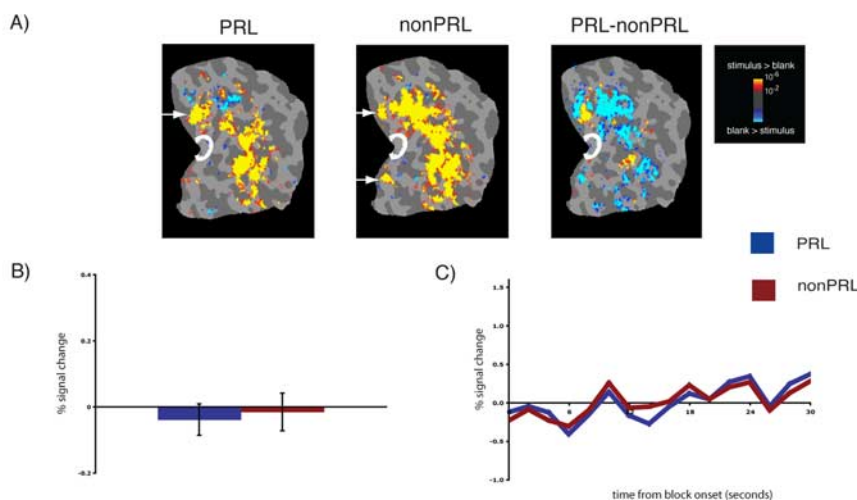 A)
PRL
nonPRL
PRL-nonPRL
stimulus > blank
10-6
10-2
blank > stimulus
PRL
nonPRL
B)
% signal change
0.4
0.2
0
-0.2
C)
% signal change
1.5
1.0
0.5
0.0
-0.5
-1.0
6
18
24
30
time from block onset (seconds)